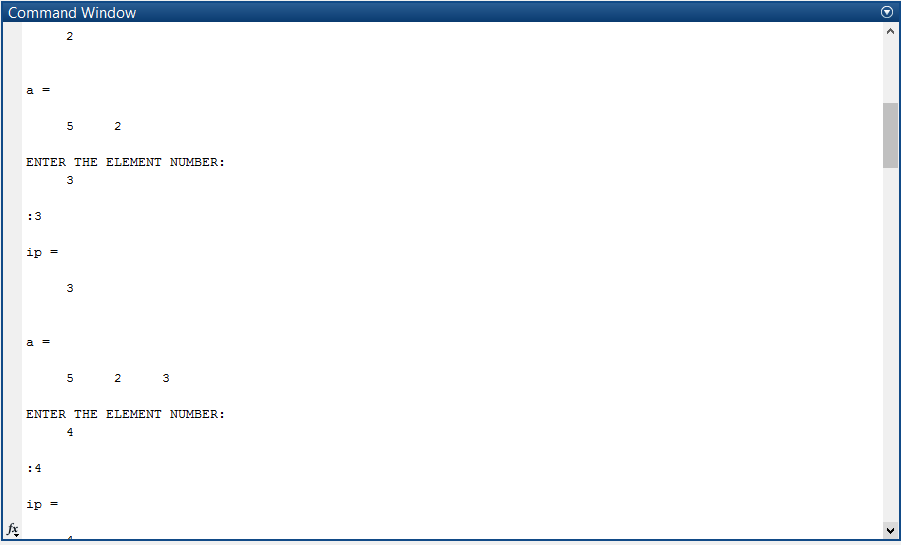 Command Window
2
a =
5 2
ENTER THE ELEMENT NUMBER:
3
:3
ip =
3
a =
5 2 3
ENTER THE ELEMENT NUMBER:
4
:4
ip =
fx